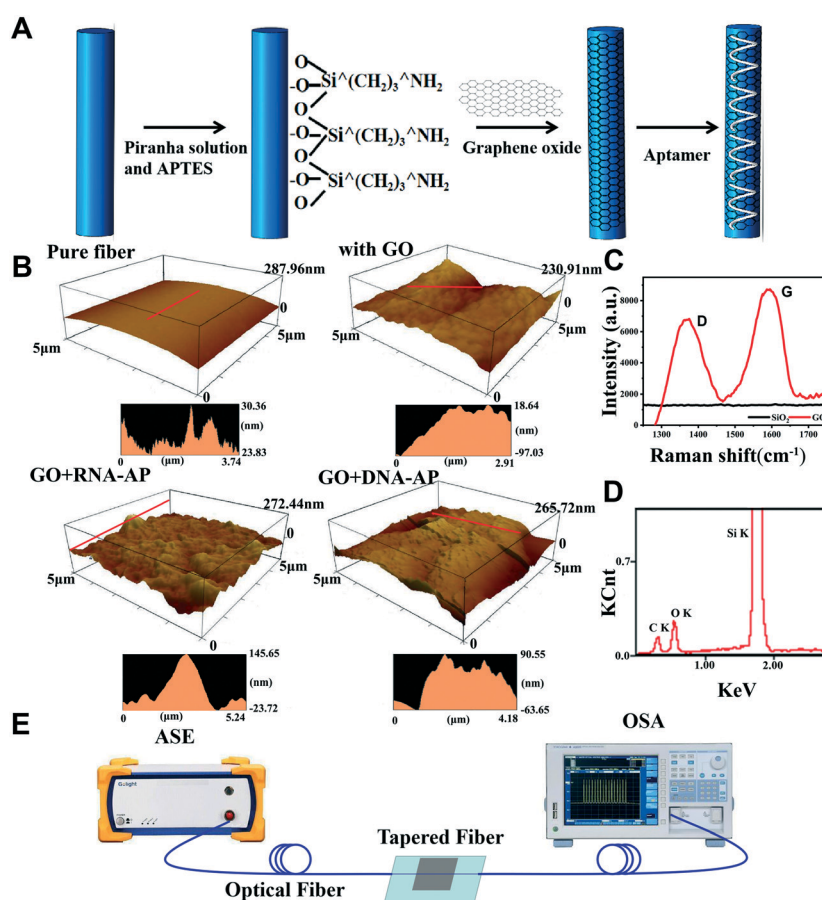 A
O
-O
O
Si^(CH2)3^NH2
O
-O
Si^(CH2)3^NH2
O
-O
Si^(CH2)3^NH2
O
Piranha solution
and APTES
Graphene oxide
Aptamer
B
Pure fiber
287.96nm
0
5μm
5μm
0
30.36
(nm)
23.83
0
(μm)
3.74
with GO
230.91nm
0
5μm
5μm
0
18.64
(nm)
-97.03
0
(μm)
2.91
GO+RNA-AP
272.44nm
0
5μm
5μm
0
145.65
(nm)
-23.72
0
(μm)
5.24
GO+DNA-AP
265.72nm
0
5μm
5μm
0
90.55
(nm)
-63.65
0
(μm)
4.18
C
Intensity (a.u.)
8000
6000
4000
2000
0
D
G
SiO2
GO
1300
1400
1500
1600
1700
Raman shift(cm-1)
D
KCnt
0.7
0.0
C K
O K
Si K
1.00
2.00
KeV
E
ASE
OSA
Golight
Tapered Fiber
Optical Fiber